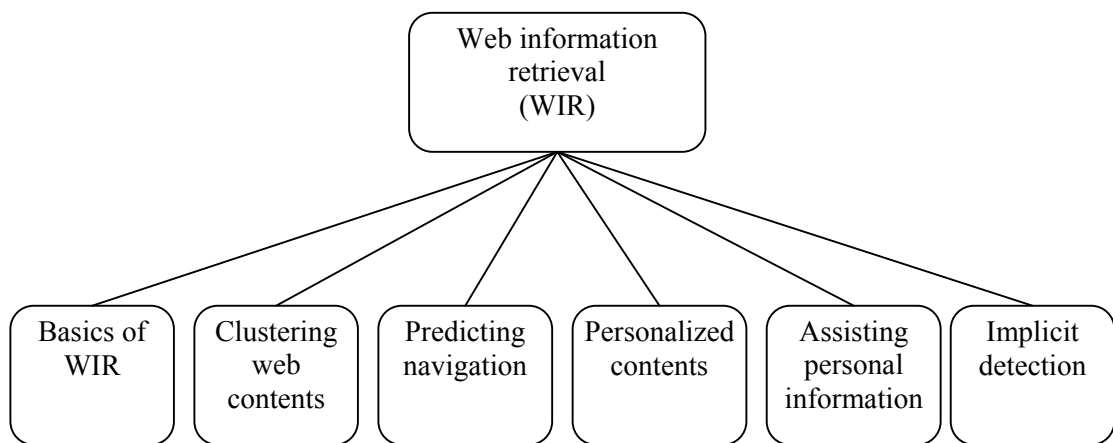 Web information
retrieval
(WIR)
Basics of
WIR
Clustering
web
contents
Predicting
navigation
Personalized
contents
Assisting
personal
information
Implicit
detection